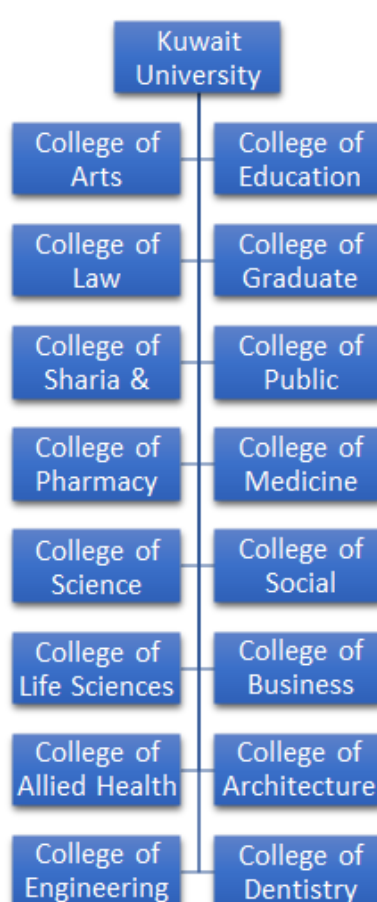 Kuwait
University
College of
Arts
College of
Education
College of
Law
College of
Graduate
College of
Sharia &
College of
Public
College of
Pharmacy
College of
Medicine
College of
Science
College of
Social
College of
Life Sciences
College of
Business
College of
Allied Health
College of
Architecture
College of
Engineering
College of
Dentistry